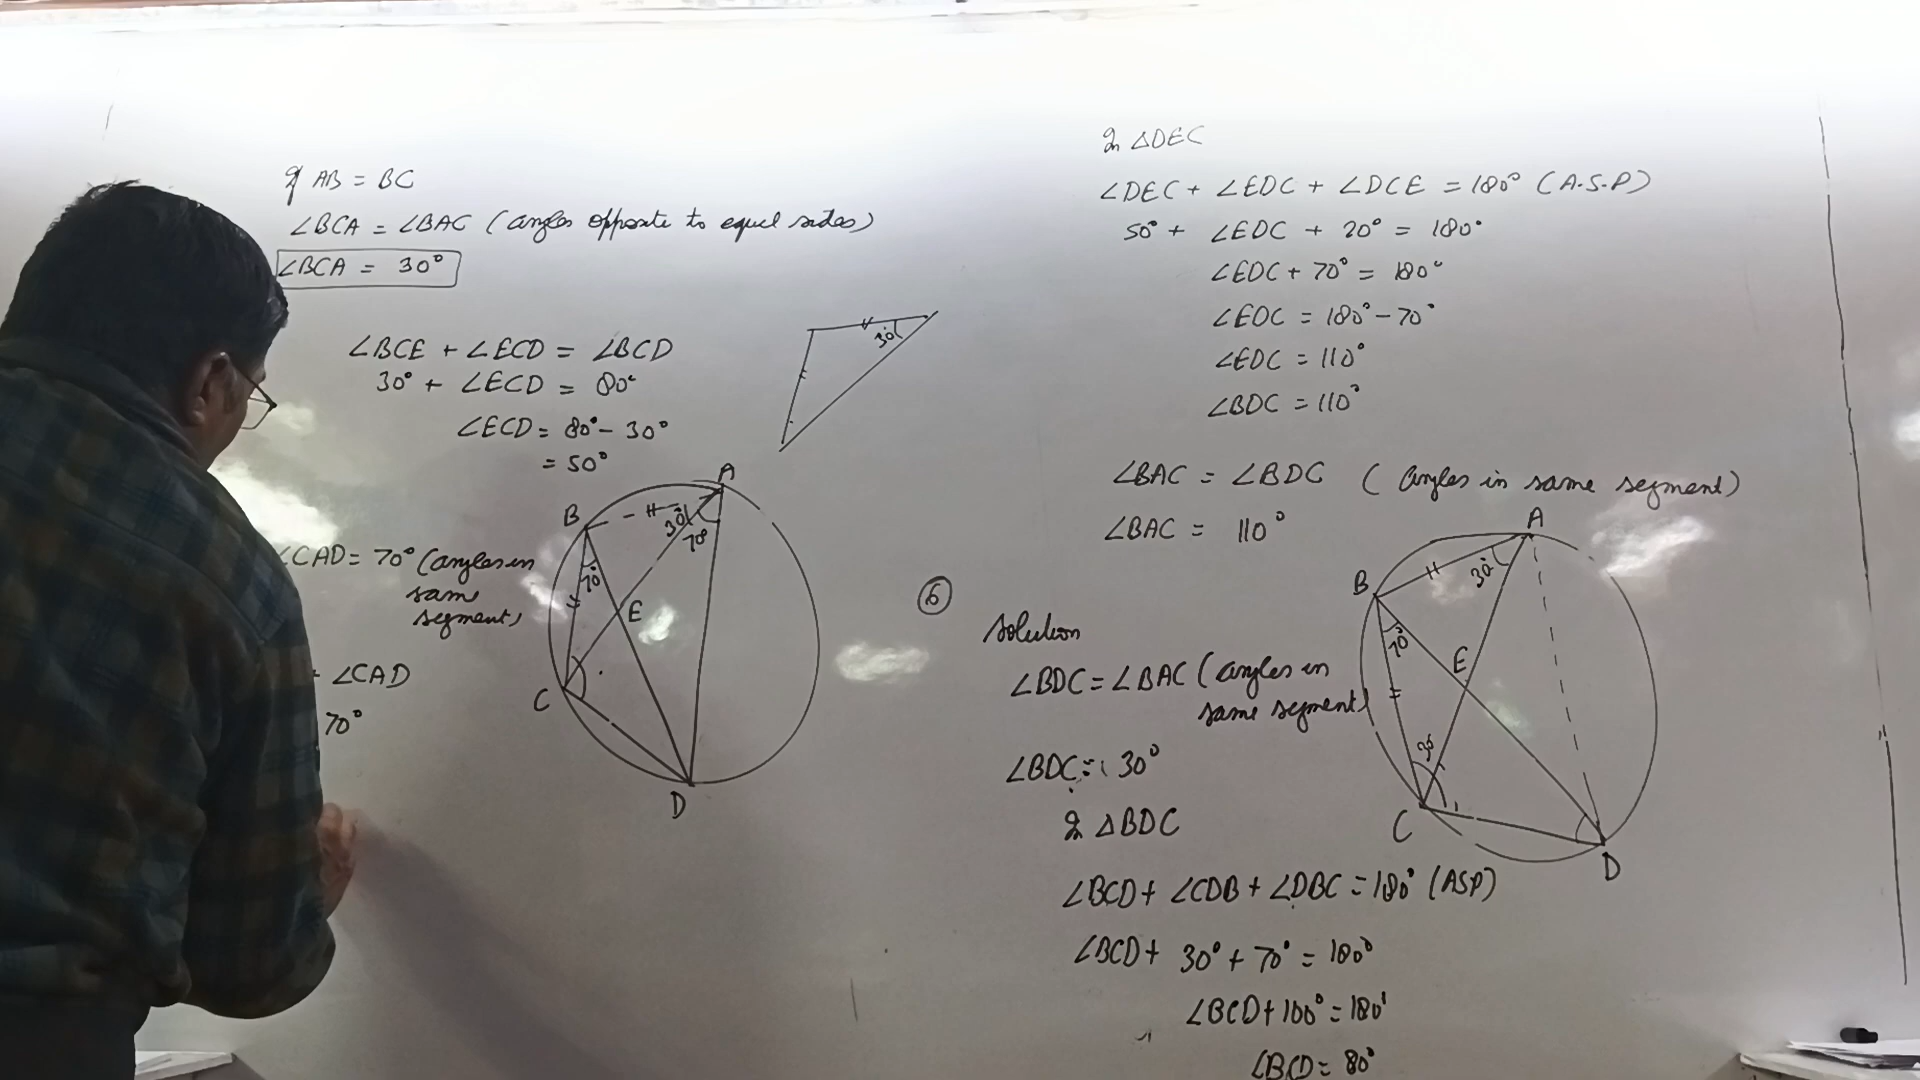 If AB = BC
∠BCA = ∠BAC (angles opposite to equal sides)
∠BCA = 30°
∠BCE + ∠ECD = ∠BCD
30° + ∠ECD = 80°
∠ECD = 80° - 30°
= 50°
30°
∠CAD = 70° (angles in
same
segment)
+ ∠CAD
70°
A
B
30°
70°
70°
E
C
D
In △DEC
∠DEC + ∠EDC + ∠DCE = 180° (A.S.P)
50° + ∠EDC + 20° = 180°
∠EDC + 70° = 180°
∠EDC = 180° - 70°
∠EDC = 110°
∠BDC = 110°
∠BAC = ∠BDC (Angles in same segment)
∠BAC = 110°
6
Solution
∠BDC = ∠BAC (angles in
same segment)
∠BDC = 30°
In △BDC
∠BCD + ∠CDB + ∠DBC = 180° (ASP)
∠BCD + 30° + 70° = 180°
∠BCD + 100° = 180°
∠BCD = 80°
A
B
30°
70°
E
30
C
D